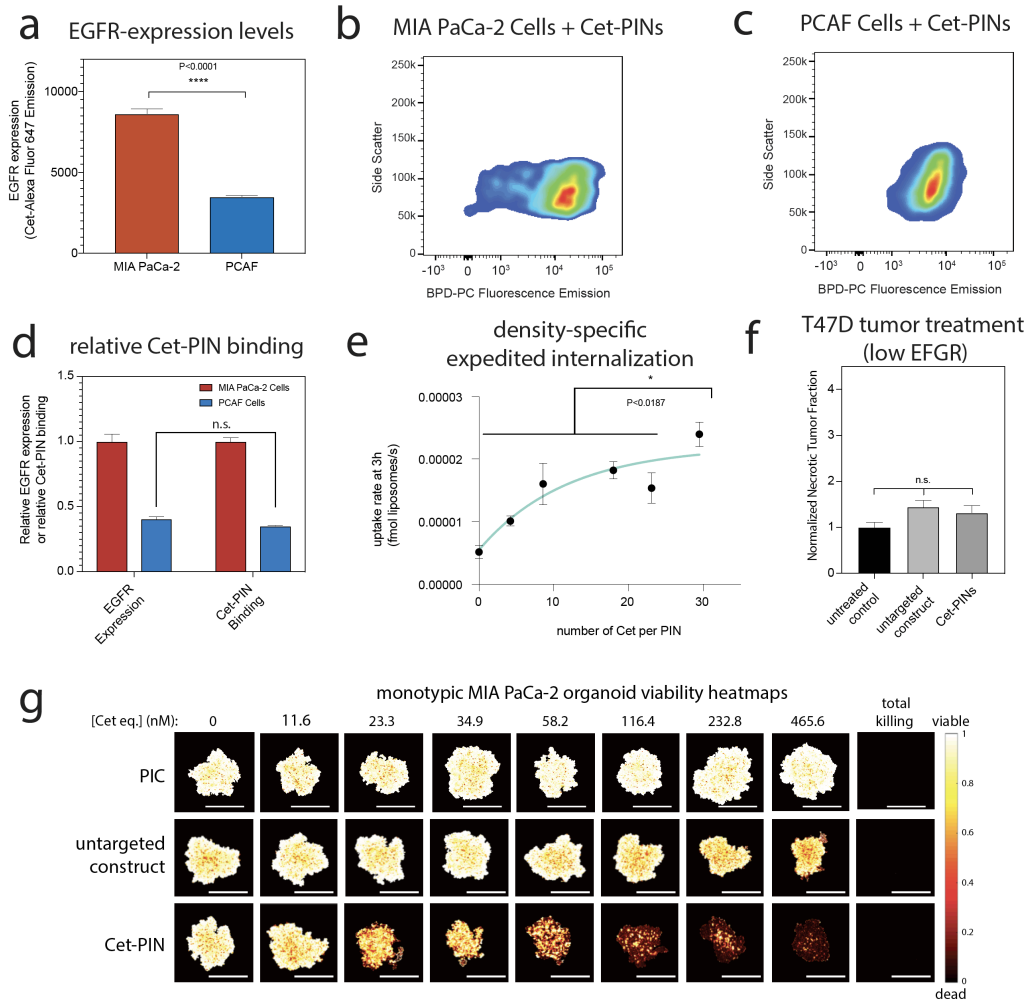 a
EGFR-expression levels
P<0.0001
****
EGFR expression
(Cet-Alexa Fluor 647 Emission)
10000
5000
0
MIA PaCa-2
PCAF
b
MIA PaCa-2 Cells + Cet-PINs
Side Scatter
250k
200k
150k
100k
50k
0
-10³
0
10³
10⁴
10⁵
BPD-PC Fluorescence Emission
c
PCAF Cells + Cet-PINs
Side Scatter
250k
200k
150k
100k
50k
0
-10³
0
10³
10⁴
10⁵
BPD-PC Fluorescence Emission
d
relative Cet-PIN binding
Relative EGFR expression
or relative Cet-PIN binding
1.5
1.0
0.5
0.0
MIA PaCa-2 Cells
PCAF Cells
n.s.
EGFR
Expression
Cet-PIN
Binding
e
density-specific
expedited internalization
*
P<0.0187
uptake rate at 3h
(fmol liposomes/s)
0.00003
0.00002
0.00001
0.00000
0
10
20
30
number of Cet per PIN
f
T47D tumor treatment
(low EFGR)
Normalized Necrotic Tumor Fraction
4
3
2
1
0
n.s.
untreated
control
untargeted
construct
Cet-PINs
g
monotypic MIA PaCa-2 organoid viability heatmaps
[Cet eq.] (nM):
0
11.6
23.3
34.9
58.2
116.4
232.8
465.6
total
killing
viable
PIC
untargeted
construct
Cet-PIN
1
0.8
0.6
0.4
0.2
0
dead